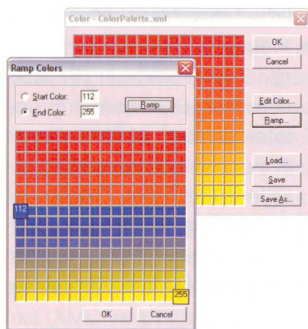 Color - ColorPalette.xml
OK
Cancel
Edit Color...
Ramp...
Load...
Save
Save As...
Ramp Colors
Start Color: 112
End Color: 255
Ramp
112
255
OK
Cancel